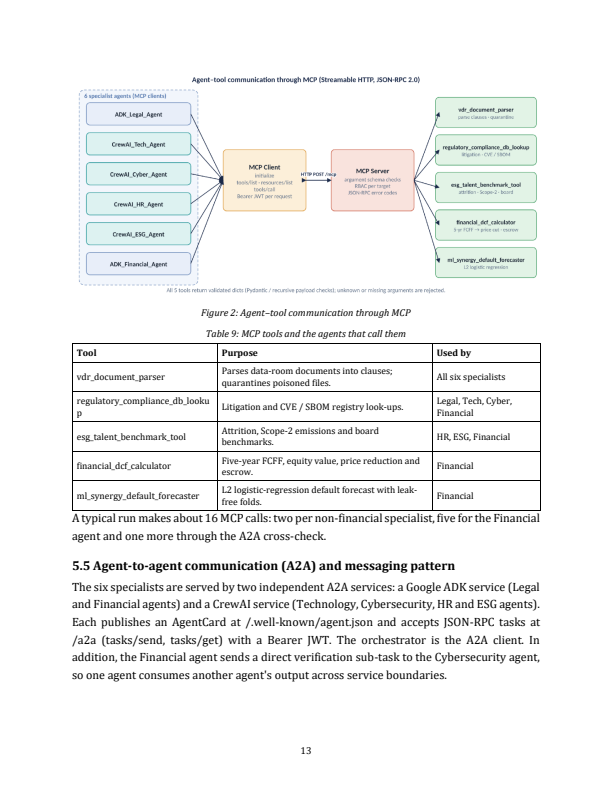 Agent–tool communication through MCP (Streamable HTTP, JSON-RPC 2.0)
6 specialist agents (MCP clients)
ADK_Legal_Agent
CrewAI_Tech_Agent
CrewAI_Cyber_Agent
CrewAI_HR_Agent
CrewAI_ESG_Agent
ADK_Financial_Agent
MCP Client
initialize
tools/list · resources/list
tools/call
Bearer JWT per request
HTTP POST /mcp
MCP Server
argument schema checks
RBAC per target
JSON-RPC error codes
vdr_document_parser
parse clauses · quarantine
regulatory_compliance_db_lookup
litigation · CVE / SBOM
esg_talent_benchmark_tool
attrition · Scope-2 · board
financial_dcf_calculator
FCFF → price cut · escrow
ml_synergy_default_forecaster
L2 logistic regression
All 5 tools return validated dicts (Pydantic / recursive payload checks); unknown or missing arguments are rejected.
Figure 2: Agent–tool communication through MCP
Table 9: MCP tools and the agents that call them
Tool Purpose Used by
vdr_document_parser Parses data-room documents into clauses; quarantines poisoned files. All six specialists
regulatory_compliance_db_lookup Litigation and CVE / SBOM registry look-ups. Legal, Tech, Cyber, Financial
esg_talent_benchmark_tool Attrition, Scope-2 emissions and board benchmarks. HR, ESG, Financial
financial_dcf_calculator Five-year FCFF, equity value, price reduction and escrow. Financial
ml_synergy_default_forecaster L2 logistic-regression default forecast with leak-free folds. Financial
A typical run makes about 16 MCP calls: two per non-financial specialist, five for the Financial
agent and one more through the A2A cross-check.
5.5 Agent-to-agent communication (A2A) and messaging pattern
The six specialists are served by two independent A2A services: a Google ADK service (Legal
and Financial agents) and a CrewAI service (Technology, Cybersecurity, HR and ESG agents).
Each publishes an AgentCard at /.well-known/agent.json and accepts JSON-RPC tasks at
/a2a (tasks/send, tasks/get) with a Bearer JWT. The orchestrator is the A2A client. In
addition, the Financial agent sends a direct verification sub-task to the Cybersecurity agent,
so one agent consumes another agent's output across service boundaries.
13